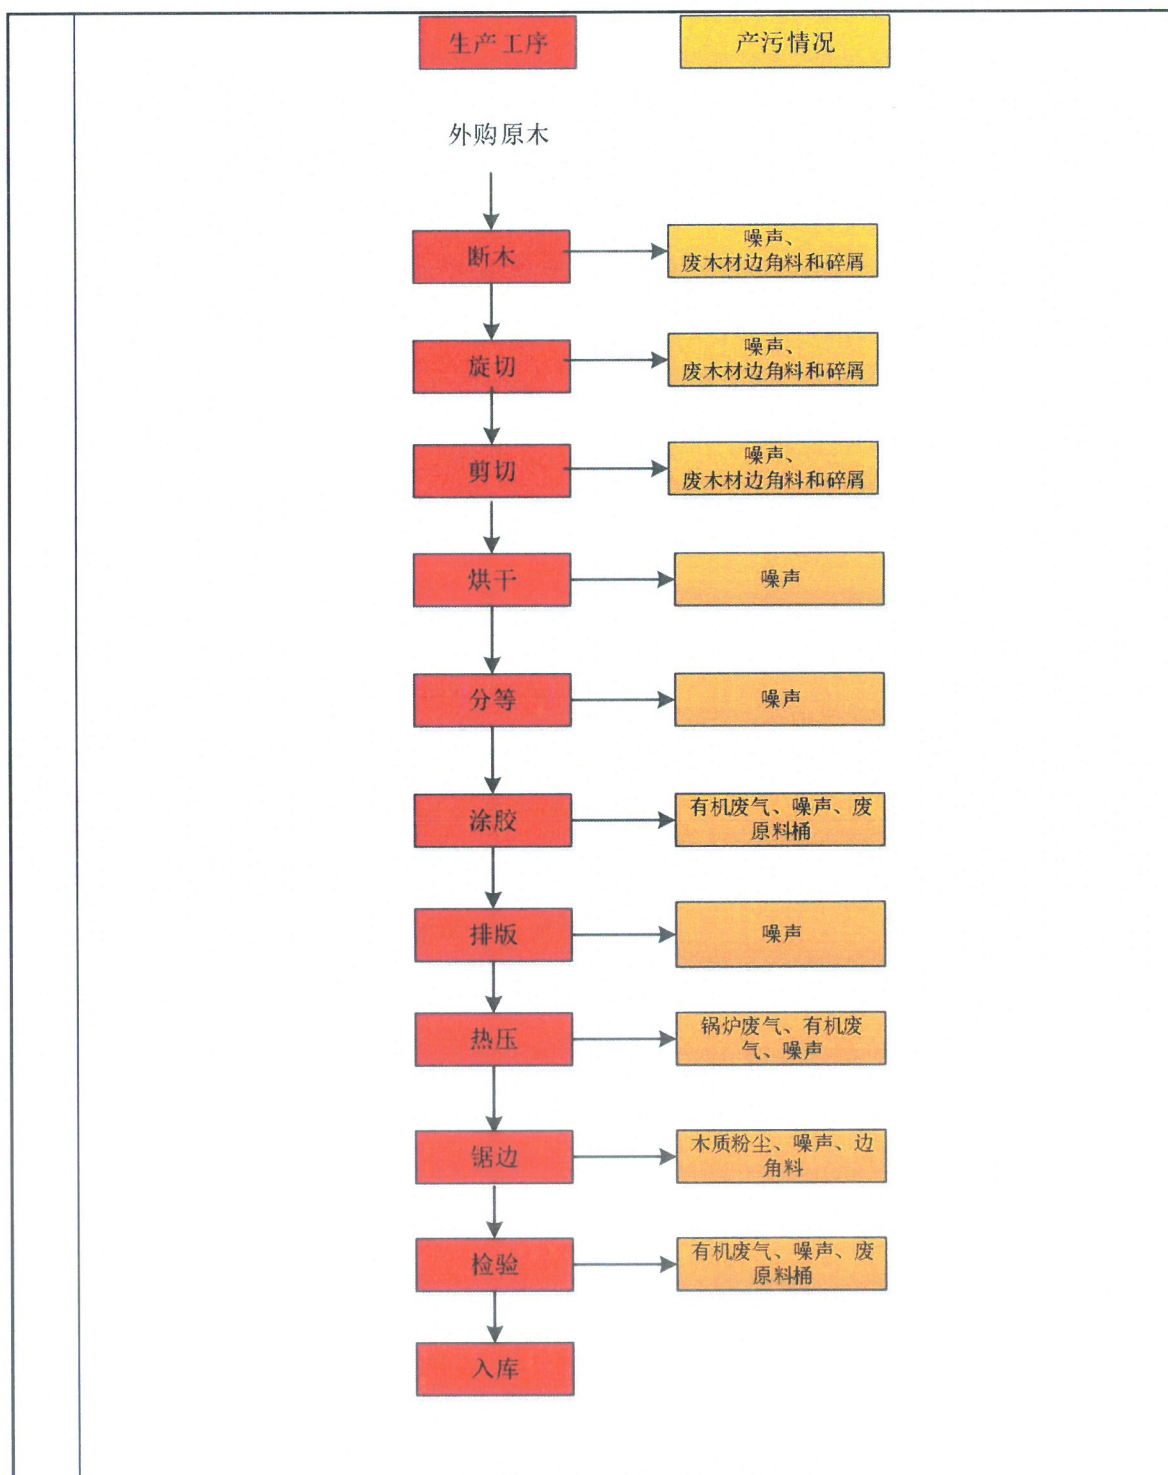 生产工序
产污情况
外购原木
断木
噪声、
废木材边角料和碎屑
旋切
噪声、
废木材边角料和碎屑
剪切
噪声、
废木材边角料和碎屑
烘干
噪声
分等
噪声
涂胶
有机废气、噪声、废
原料桶
排版
噪声
热压
锅炉废气、有机废
气、噪声
锯边
木质粉尘、噪声、边
角料
检验
有机废气、噪声、废
原料桶
入库